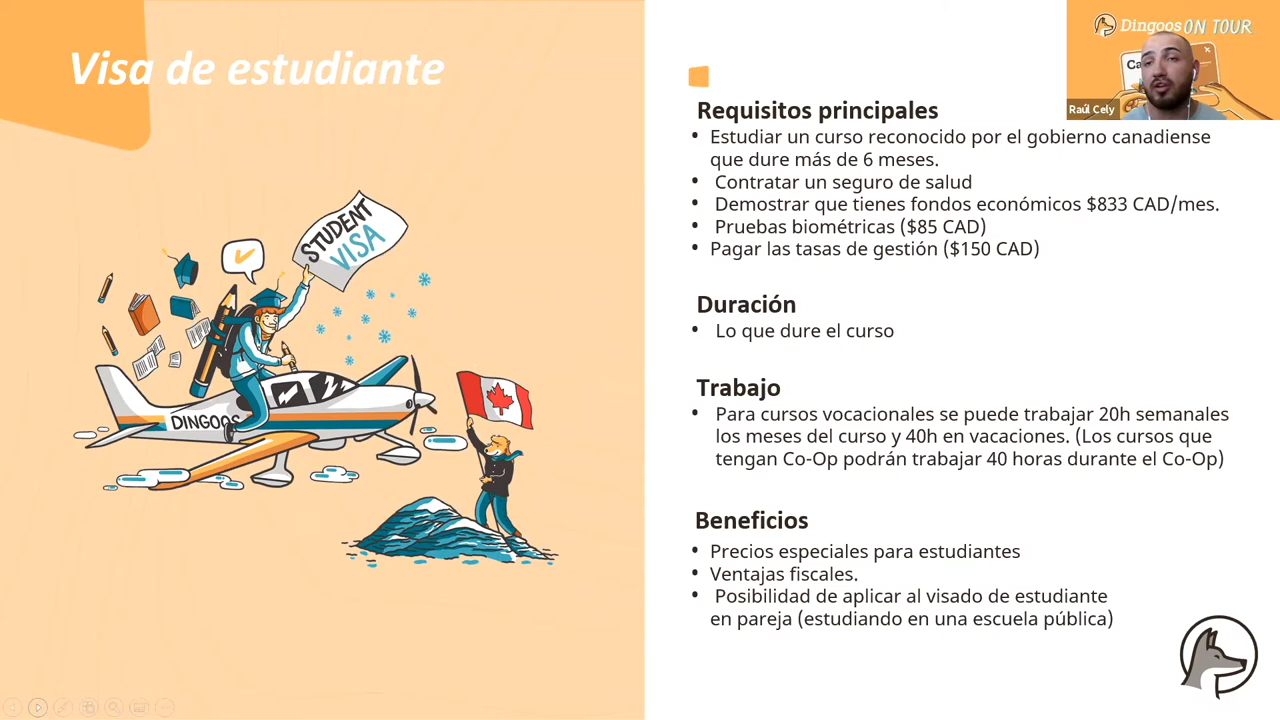 Visa de estudiante
STUDENT
VISA
DINGOOS
Dingoos ON TOUR
Ca
Raúl Cely
Requisitos principales
• Estudiar un curso reconocido por el gobierno canadiense
que dure más de 6 meses.
• Contratar un seguro de salud
• Demostrar que tienes fondos económicos $833 CAD/mes.
• Pruebas biométricas ($85 CAD)
• Pagar las tasas de gestión ($150 CAD)
Duración
• Lo que dure el curso
Trabajo
• Para cursos vocacionales se puede trabajar 20h semanales
los meses del curso y 40h en vacaciones. (Los cursos que
tengan Co-Op podrán trabajar 40 horas durante el Co-Op)
Beneficios
• Precios especiales para estudiantes
• Ventajas fiscales.
• Posibilidad de aplicar al visado de estudiante
en pareja (estudiando en una escuela pública)